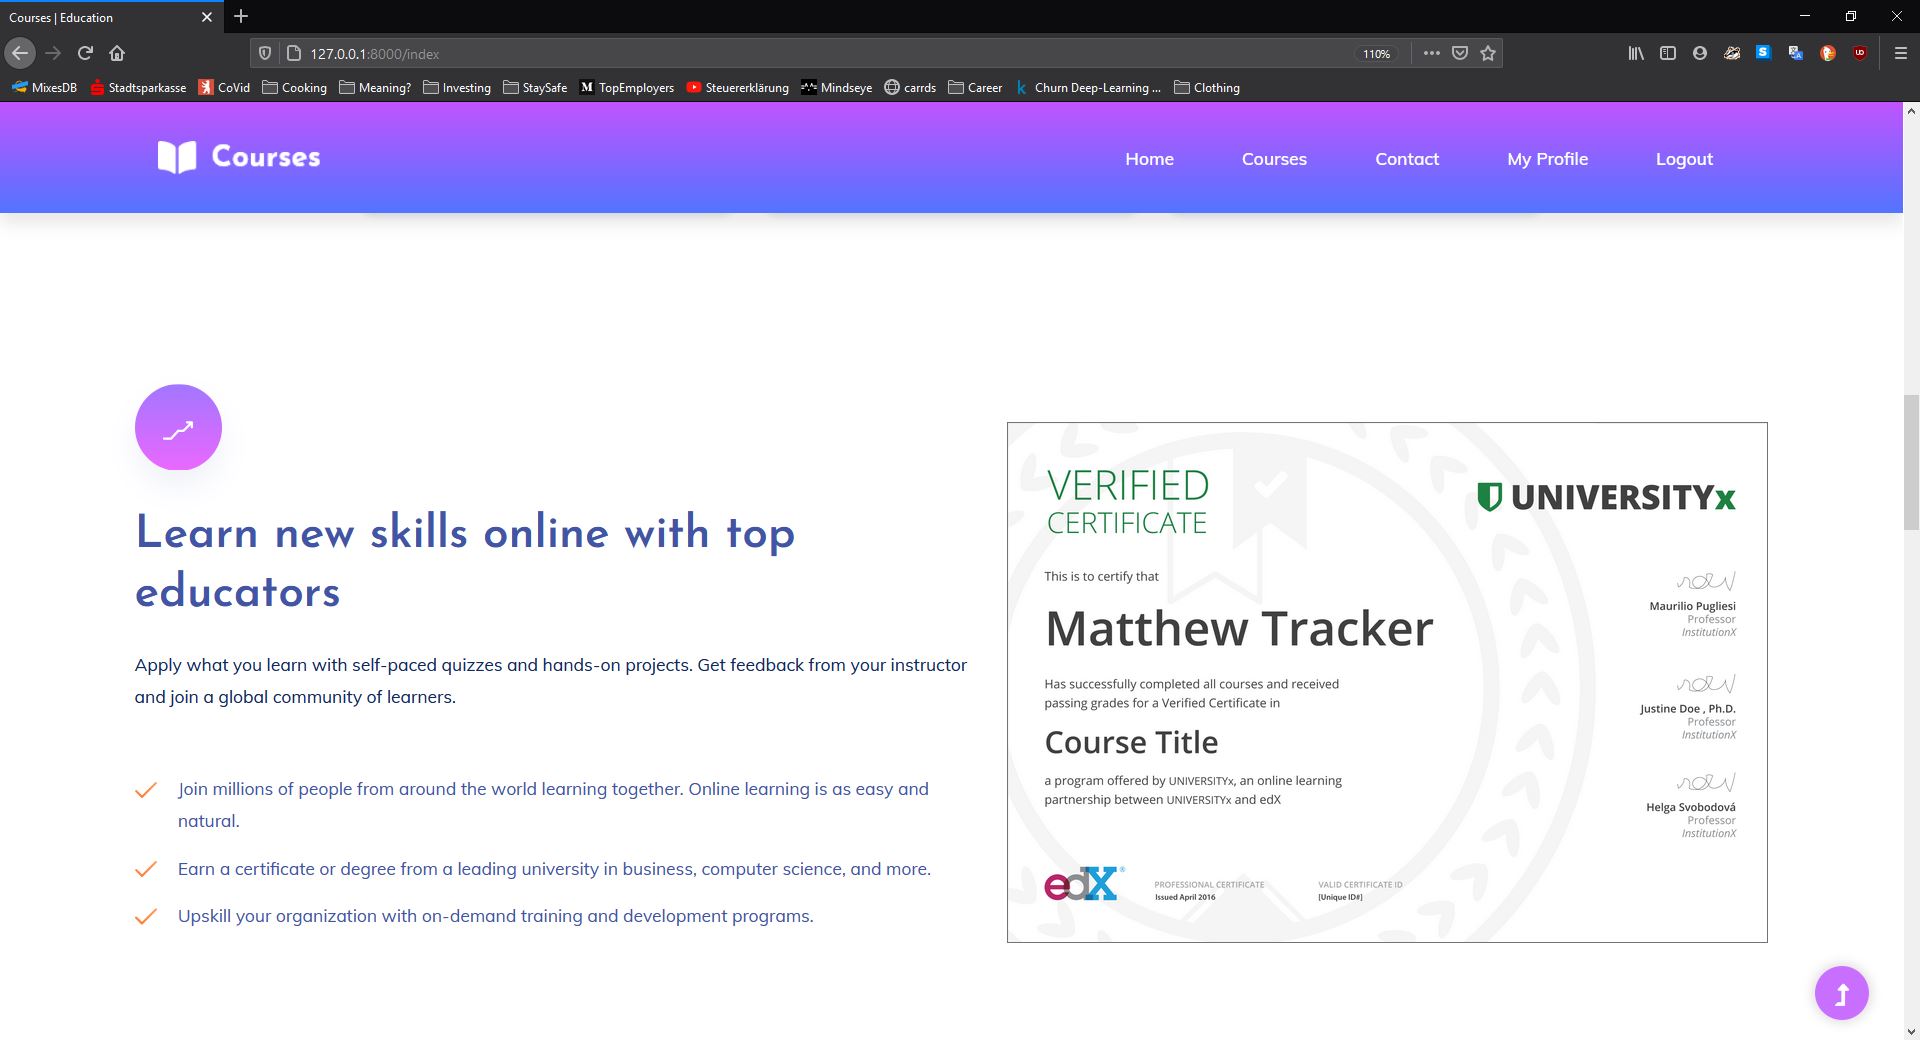 Courses | Education
127.0.0.1:8000/index
110%
MixesDB
Stadtsparkasse
CoVid
Cooking
Meaning?
Investing
StaySafe
M TopEmployers
Steuererklärung
Mindseye
carrds
Career
k Churn Deep-Learning ...
Clothing
Courses
Home
Courses
Contact
My Profile
Logout
Learn new skills online with top
educators
Apply what you learn with self-paced quizzes and hands-on projects. Get feedback from your instructor
and join a global community of learners.
Join millions of people from around the world learning together. Online learning is as easy and
natural.
Earn a certificate or degree from a leading university in business, computer science, and more.
Upskill your organization with on-demand training and development programs.
VERIFIED
CERTIFICATE
UNIVERSITYx
This is to certify that
Matthew Tracker
Has successfully completed all courses and received
passing grades for a Verified Certificate in
Course Title
a program offered by UNIVERSITYx, an online learning
partnership between UNIVERSITYx and edX
Maurilio Pugliesi
Professor
InstitutionX
Justine Doe , Ph.D.
Professor
InstitutionX
Helga Svobodová
Professor
InstitutionX
edX®
PROFESSIONAL CERTIFICATE
Issued April 2016
VALID CERTIFICATE ID
[Unique ID#]